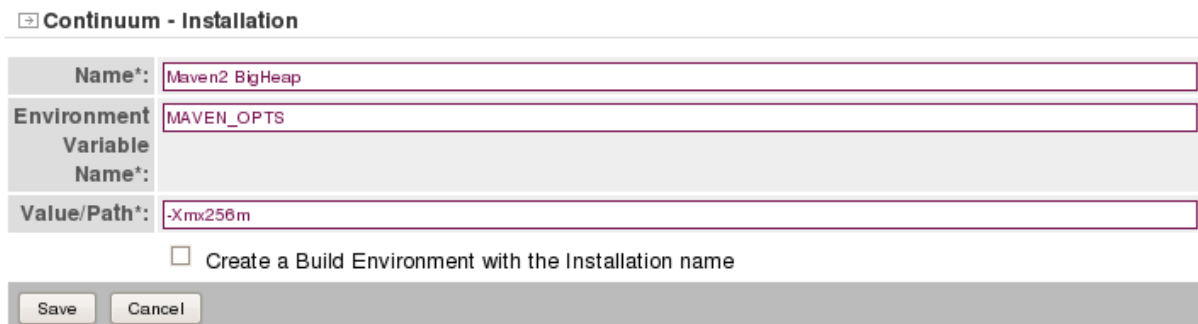 Continuum - Installation
Name*: Maven2 BigHeap
Environment Variable Name*: MAVEN_OPTS
Value/Path*: -Xmx256m
Create a Build Environment with the Installation name
Save Cancel